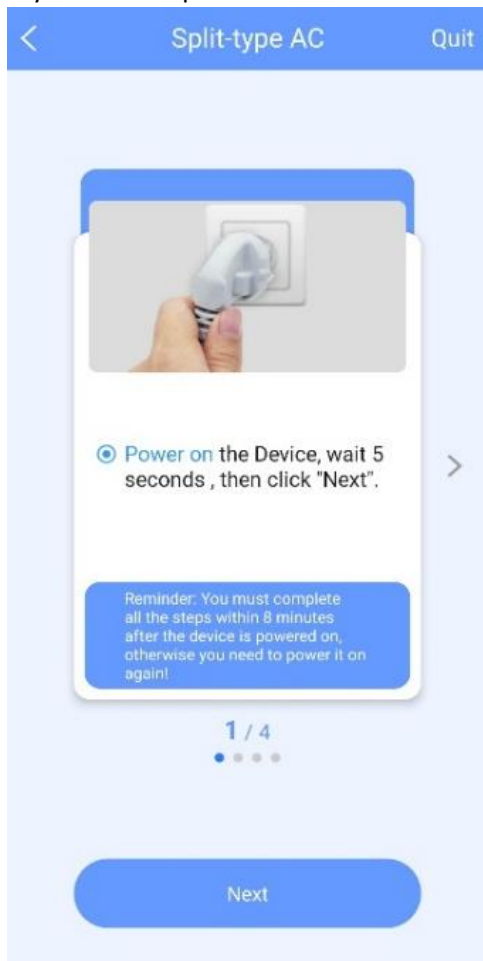 Split-type AC Quit
Power on the Device, wait 5
seconds , then click "Next".
Reminder: You must complete
all the steps within 8 minutes
after the device is powered on,
otherwise you need to power it on
again!
1 / 4
Next